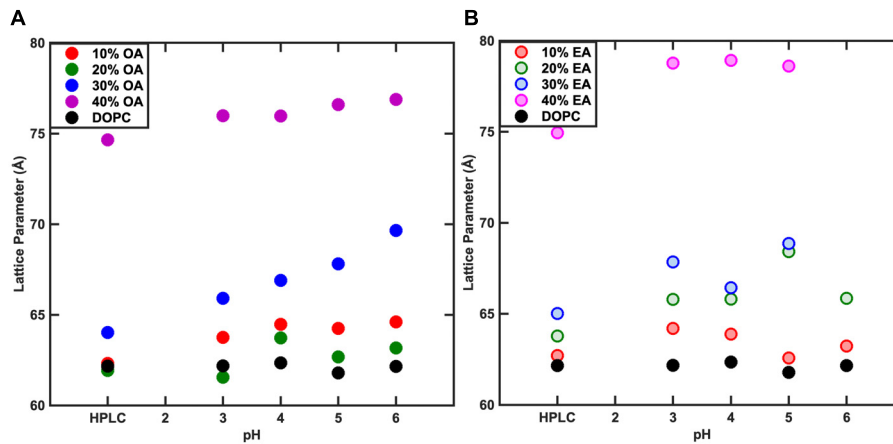 A
80
75
70
65
60
Lattice Parameter (Å)
10% OA
20% OA
30% OA
40% OA
DOPC
HPLC 2 3 4 5 6
pH
B
80
75
70
65
60
Lattice Parameter (Å)
10% EA
20% EA
30% EA
40% EA
DOPC
HPLC 2 3 4 5 6
pH